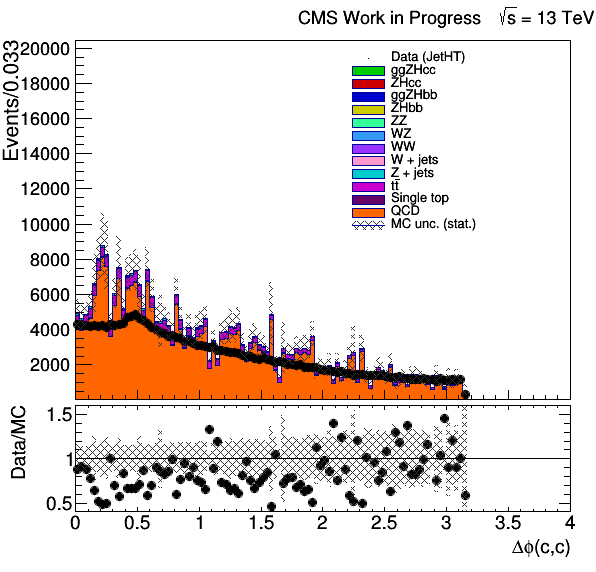 CMS Work in Progress √s = 13 TeV
Events/0.033
20000
18000
16000
14000
12000
10000
8000
6000
4000
2000
Data (JetHT)
ggZHcc
ZHcc
ggZHbb
ZHbb
ZZ
WZ
WW
W + jets
Z + jets
tt̄
Single top
QCD
MC unc. (stat.)
Data/MC
1.5
1
0.5
0 0.5 1 1.5 2 2.5 3 3.5 4
Δϕ(c,c)